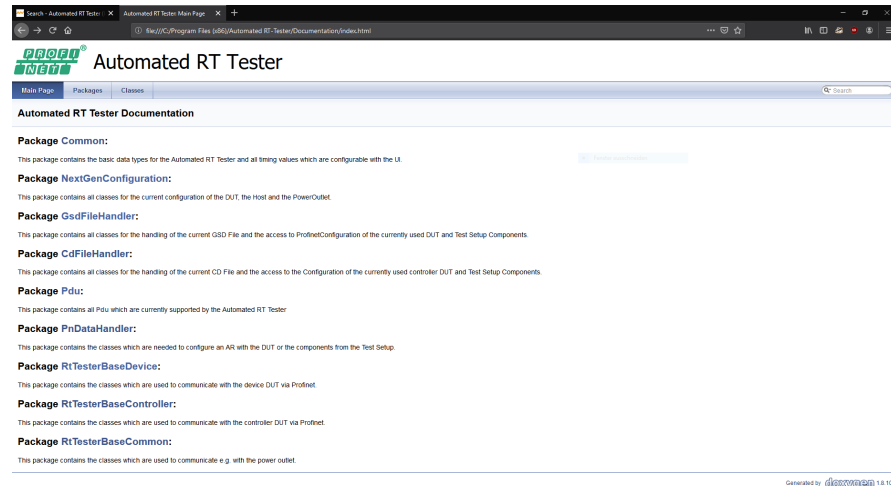 Search - Automated RT Tester
Automated RT Tester: Main Page
file:///C:/Program Files (x86)/Automated RT-Tester/Documentation/index.html
PROFI
NET
Automated RT Tester
Main Page
Packages
Classes
Search
Automated RT Tester Documentation
Package Common:
This package contains the basic data types for the Automated RT Tester and all timing values which are configurable with the UI.
Package NextGenConfiguration:
This package contains all classes for the current configuration of the DUT, the Host and the PowerOutlet.
Package GsdFileHandler:
This package contains all classes for the handling of the current GSD File and the access to ProfinetConfiguration of the currently used DUT and Test Setup Components.
Package CdFileHandler:
This package contains all classes for the handling of the current CD File and the access to the Configuration of the currently used controller DUT and Test Setup Components.
Package Pdu:
This package contains all Pdu which are currently supported by the Automated RT Tester
Package PnDataHandler:
This package contains the classes which are needed to configure an AR with the DUT or the components from the Test Setup.
Package RtTesterBaseDevice:
This package contains the classes which are used to communicate with the device DUT via Profinet.
Package RtTesterBaseController:
This package contains the classes which are used to communicate with the controller DUT via Profinet.
Package RtTesterBaseCommon:
This package contains the classes which are used to communicate e.g. with the power outlet.
Generated by doxygen 1.8.10